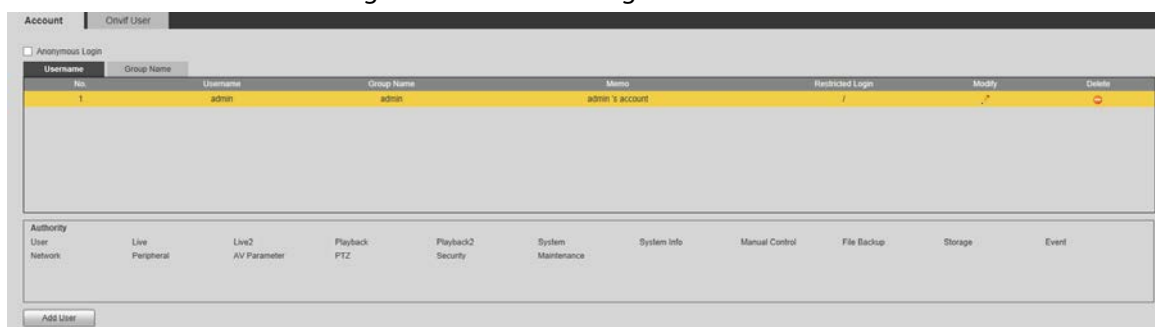 Account Onvif User
Anonymous Login
Username Group Name
No. Username Group Name Memo Restricted Login Modify Delete
1 admin admin admin 's account /
Authority
User Live Live2 Playback Playback2 System System Info Manual Control File Backup Storage Event
Network Peripheral AV Parameter PTZ Security Maintenance
Add User